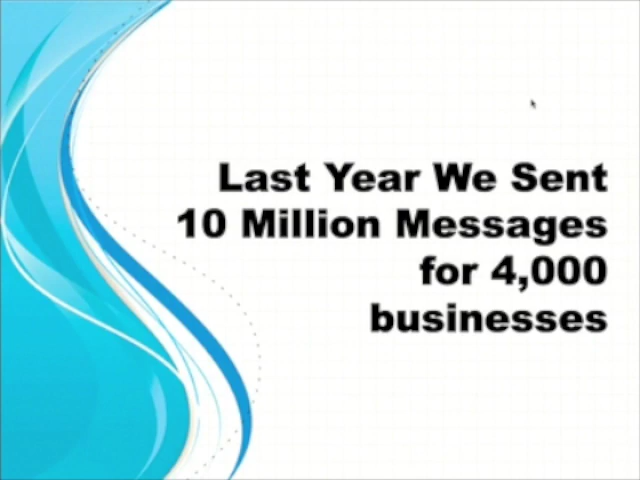 Last Year We Sent
10 Million Messages
for 4,000
businesses